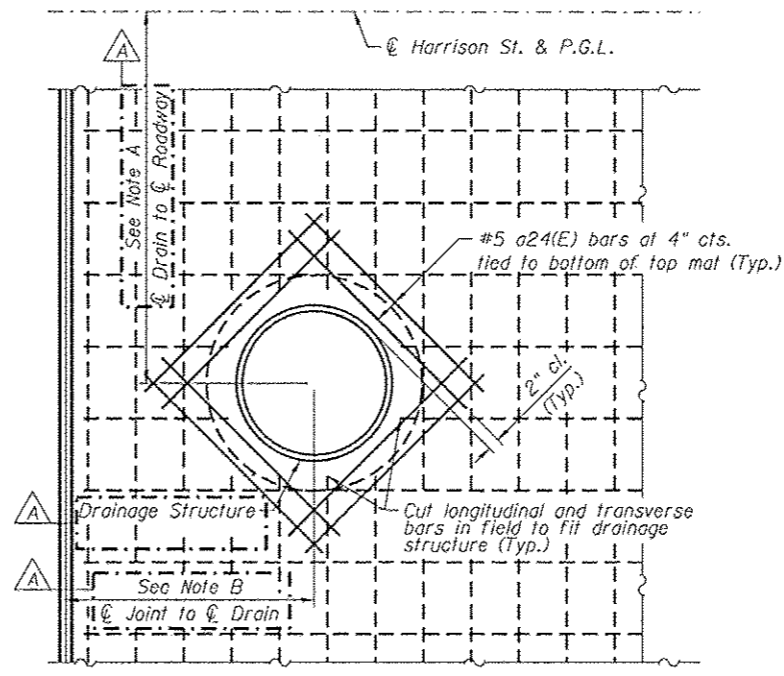 ℄ Harrison St. & P.G.L.
A
See Note A
℄ Drain to ℄ Roadway
#5 a24(E) bars at 4" cts.
tied to bottom of top mat (Typ.)
2" cl.
(Typ.)
A
Drainage Structure
Cut longitudinal and transverse
bars in field to fit drainage
structure (Typ.)
A
See Note B
℄ Joint to ℄ Drain